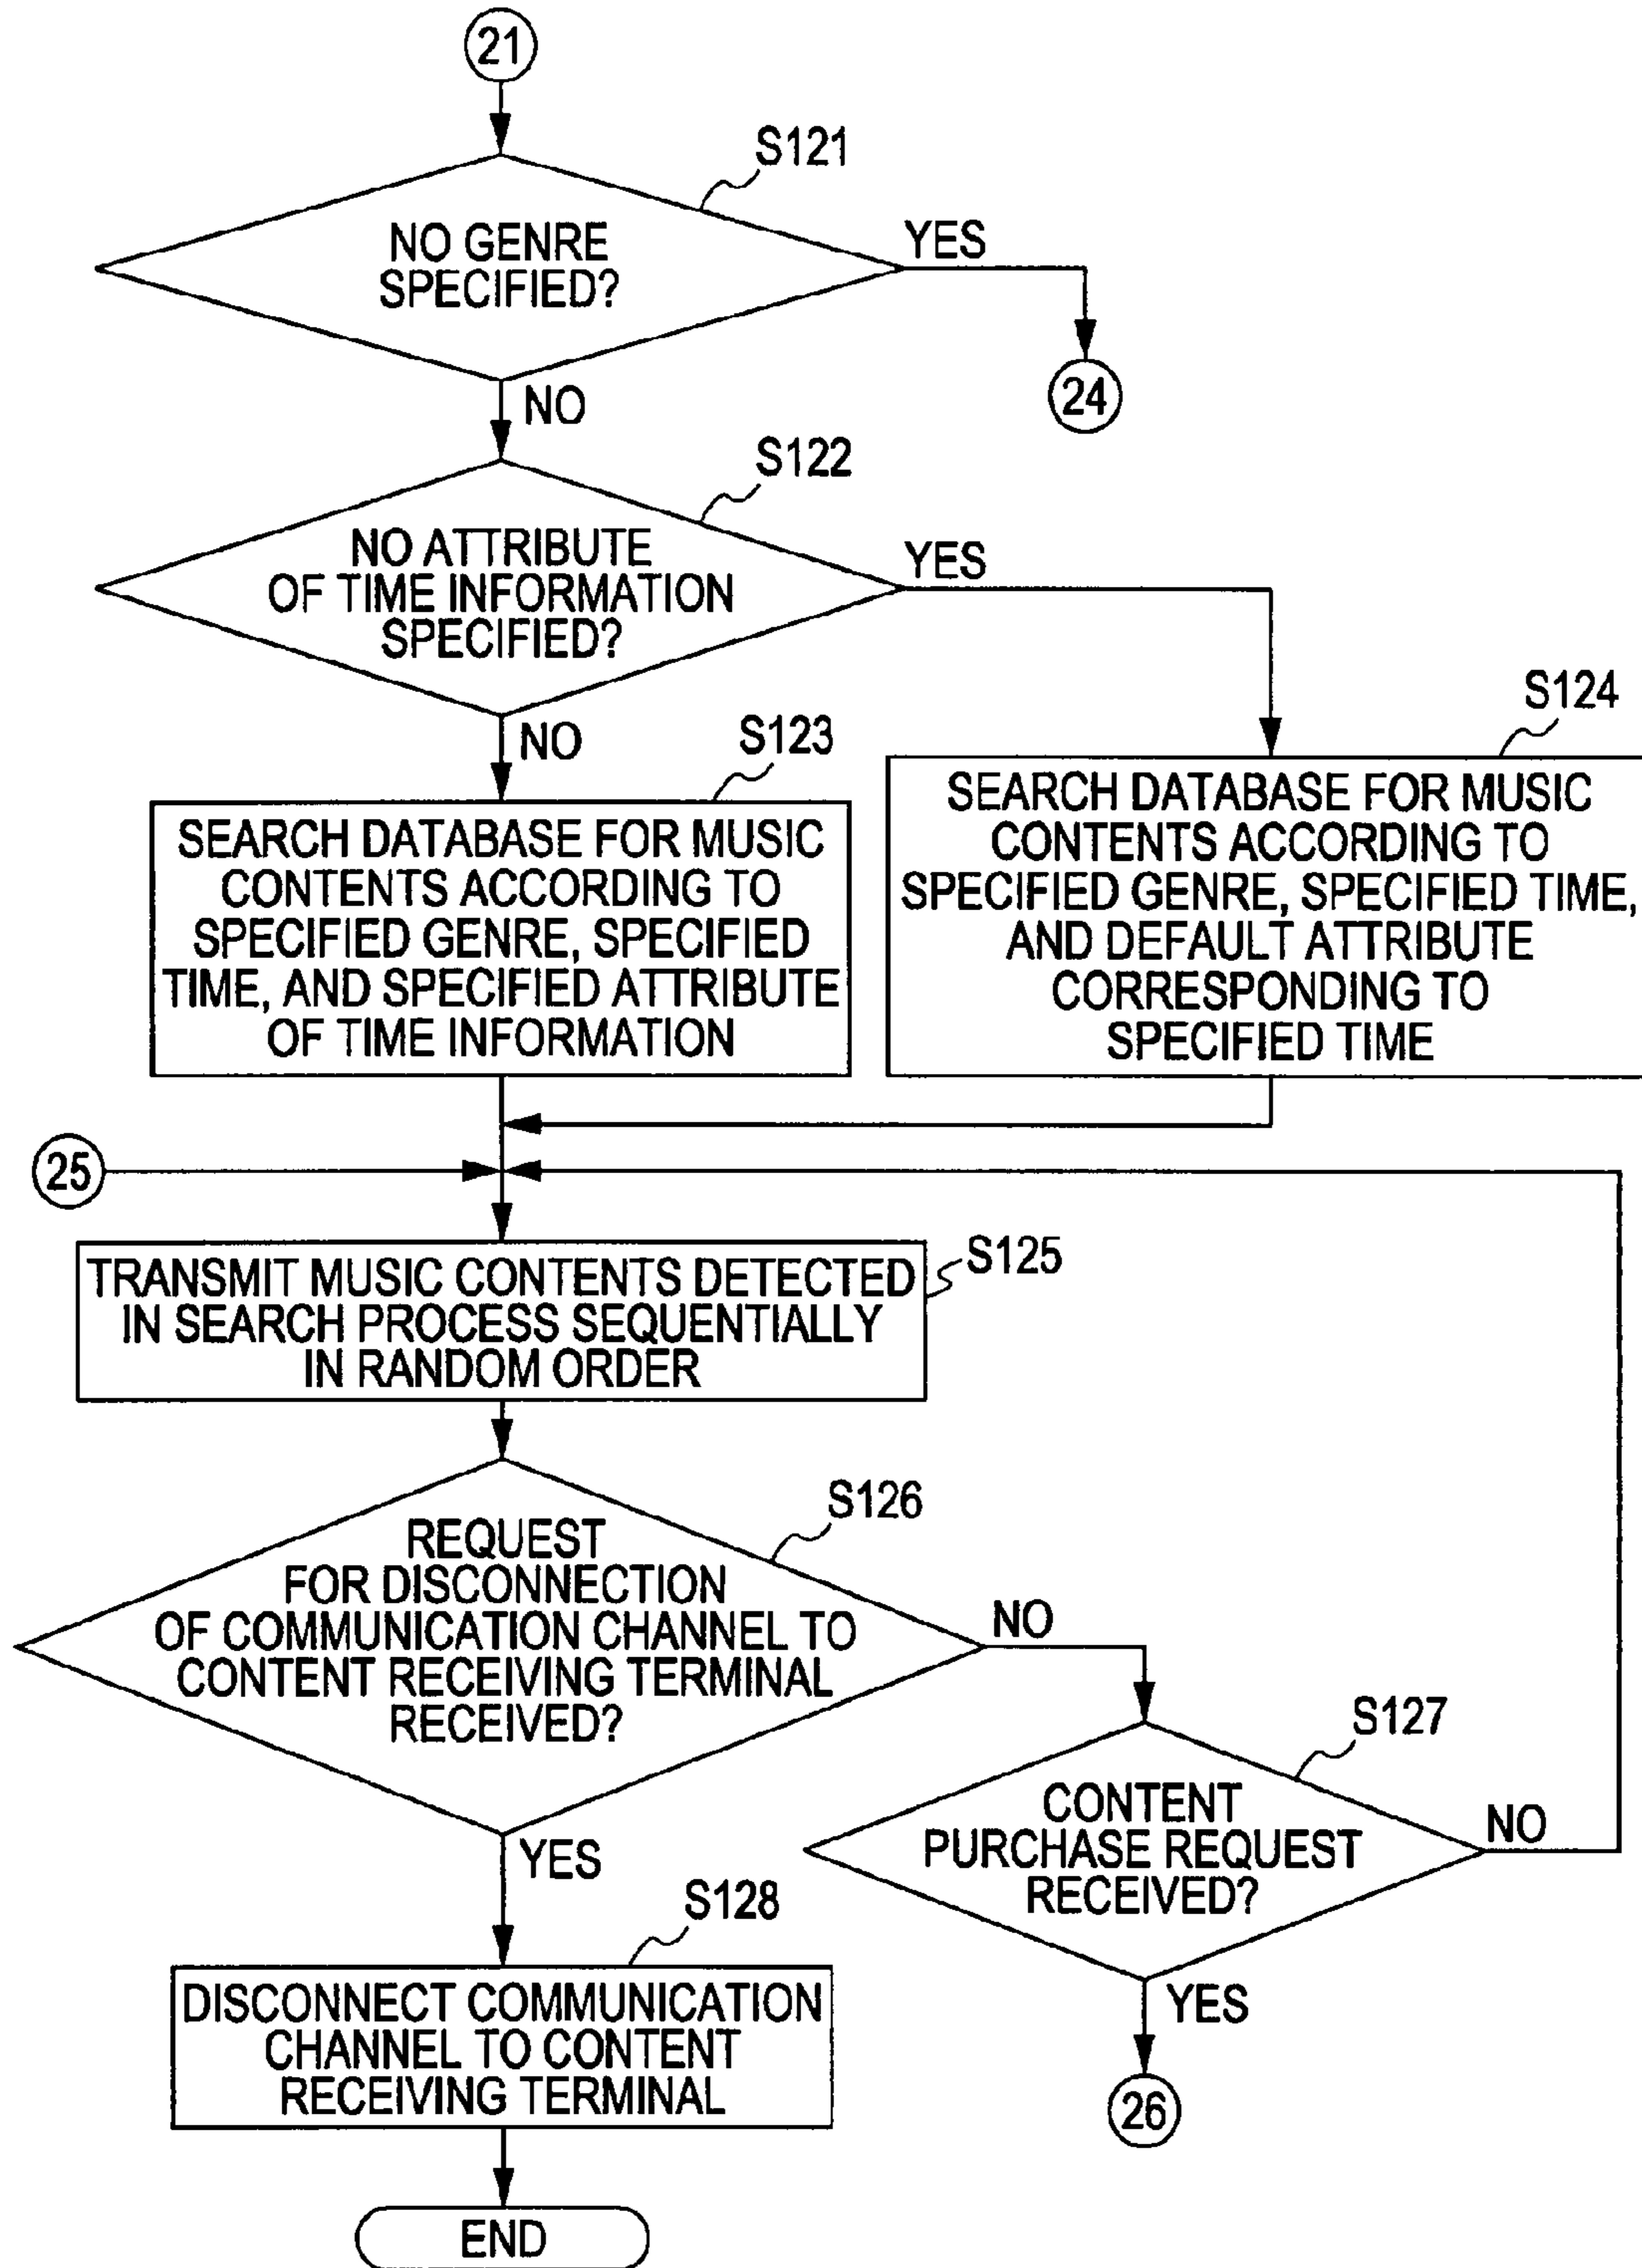 21
S121
NO GENRE
SPECIFIED?
YES
24
NO
S122
NO ATTRIBUTE
OF TIME INFORMATION
SPECIFIED?
YES
NO
S123
SEARCH DATABASE FOR MUSIC
CONTENTS ACCORDING TO
SPECIFIED GENRE, SPECIFIED
TIME, AND SPECIFIED ATTRIBUTE
OF TIME INFORMATION
S124
SEARCH DATABASE FOR MUSIC
CONTENTS ACCORDING TO
SPECIFIED GENRE, SPECIFIED TIME,
AND DEFAULT ATTRIBUTE
CORRESPONDING TO
SPECIFIED TIME
25
TRANSMIT MUSIC CONTENTS DETECTED
IN SEARCH PROCESS SEQUENTIALLY
IN RANDOM ORDER
S125
S126
REQUEST
FOR DISCONNECTION
OF COMMUNICATION CHANNEL TO
CONTENT RECEIVING TERMINAL
RECEIVED?
NO
S127
CONTENT
PURCHASE REQUEST
RECEIVED?
NO
YES
26
YES
S128
DISCONNECT COMMUNICATION
CHANNEL TO CONTENT
RECEIVING TERMINAL
END